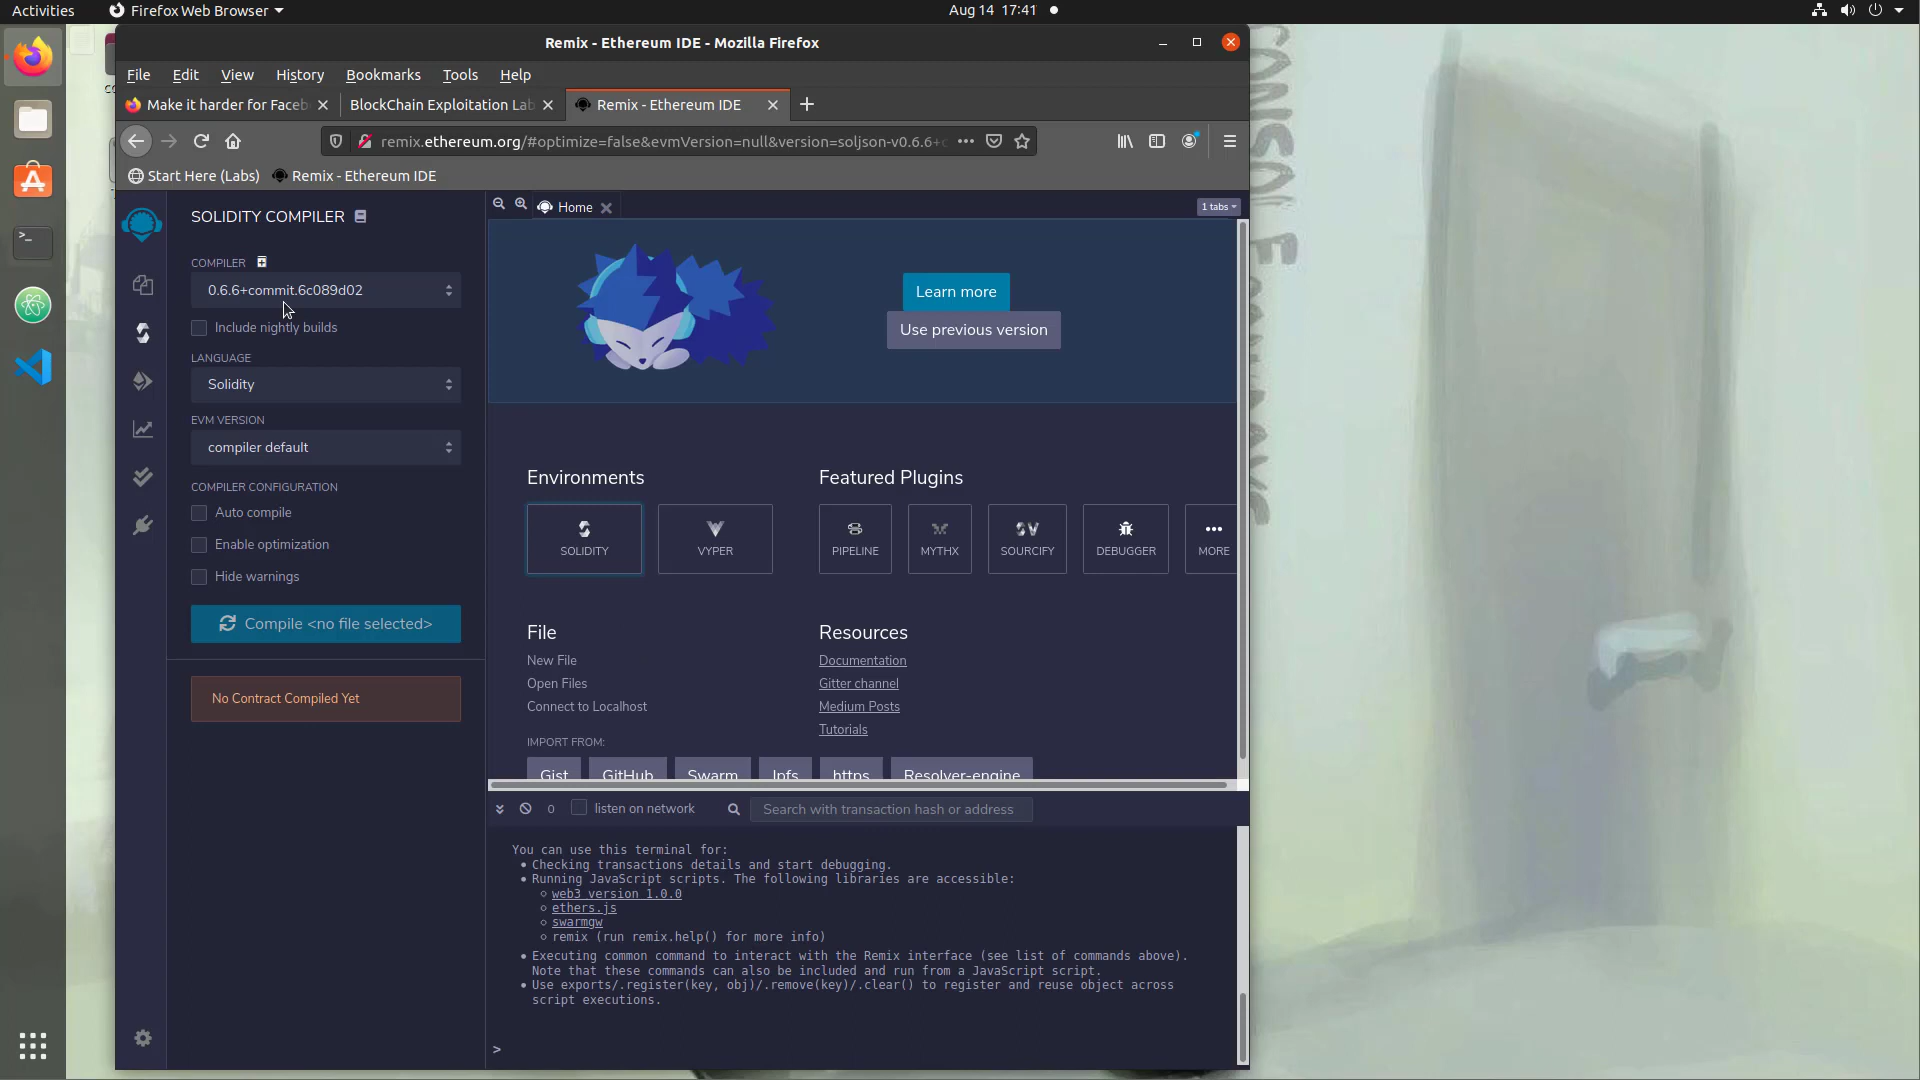 Activities
Firefox Web Browser
Aug 14 17:41
Remix - Ethereum IDE - Mozilla Firefox
File Edit View History Bookmarks Tools Help
Make it harder for Faceb
BlockChain Exploitation Lab
Remix - Ethereum IDE
remix.ethereum.org/#optimize=false&evmVersion=null&version=soljson-v0.6.6+c
Start Here (Labs)
Remix - Ethereum IDE
SOLIDITY COMPILER
COMPILER
0.6.6+commit.6c089d02
Include nightly builds
LANGUAGE
Solidity
EVM VERSION
compiler default
COMPILER CONFIGURATION
Auto compile
Enable optimization
Hide warnings
Compile <no file selected>
No Contract Compiled Yet
Home
1 tabs
Learn more
Use previous version
Environments
SOLIDITY
VYPER
Featured Plugins
PIPELINE
MYTHX
SOURCIFY
DEBUGGER
MORE
File
New File
Open Files
Connect to Localhost
IMPORT FROM:
Gist GitHub Swarm Ipfs https Resolver-engine
Resources
Documentation
Gitter channel
Medium Posts
Tutorials
0
listen on network
Search with transaction hash or address
You can use this terminal for:
Checking transactions details and start debugging.
Running JavaScript scripts. The following libraries are accessible:
web3 version 1.0.0
ethers.js
swarmgw
remix (run remix.help() for more info)
Executing common command to interact with the Remix interface (see list of commands above).
Note that these commands can also be included and run from a JavaScript script.
Use exports/.register(key, obj)/.remove(key)/.clear() to register and reuse object across
script executions.
>